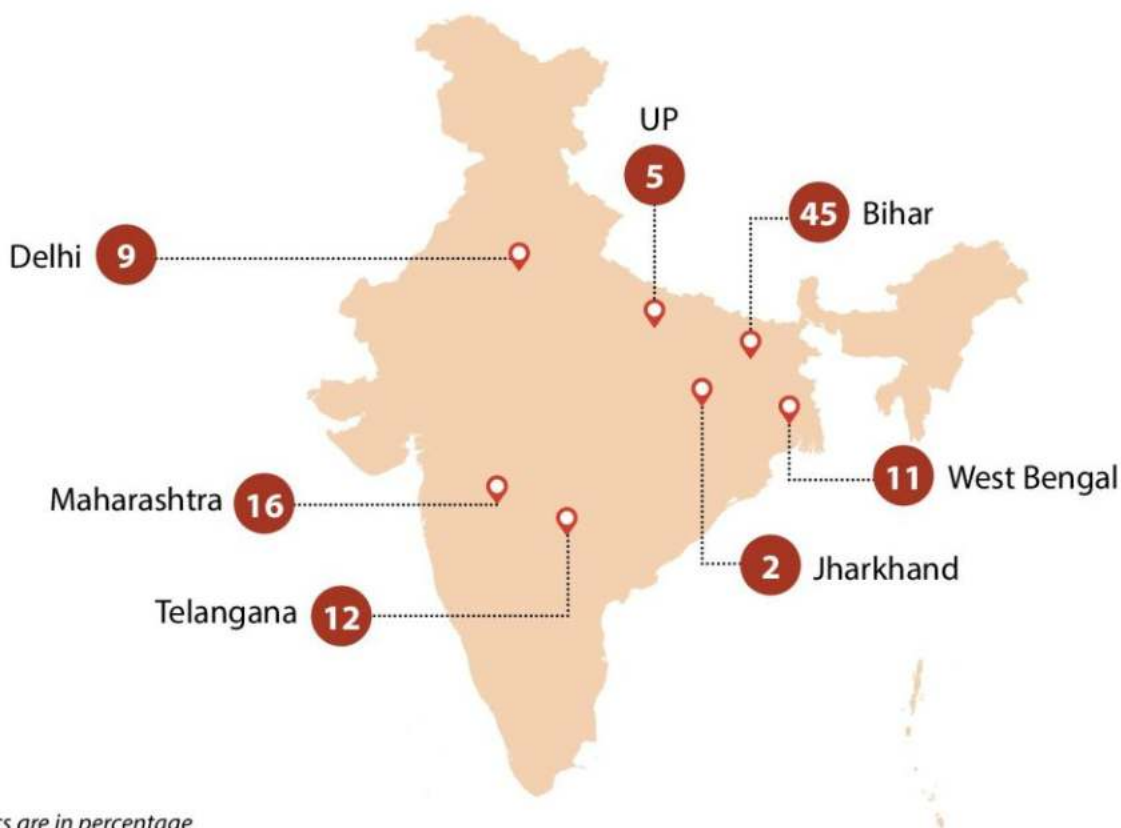 UP
5
45 Bihar
Delhi 9
Maharashtra 16
11 West Bengal
2 Jharkhand
Telangana 12
are in percentage